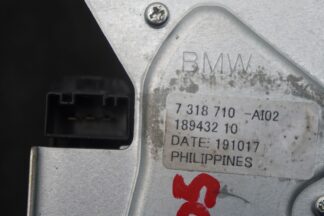 BMW
7 318 710 -AI02
189432 10
DATE: 191017
PHILIPPINES